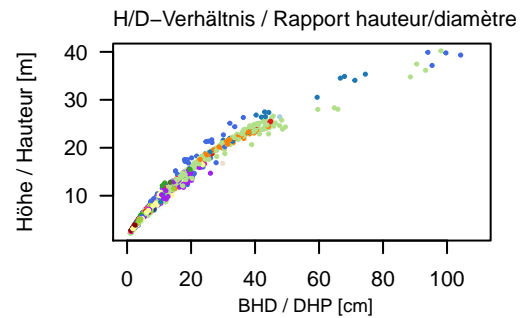 H/D−Verhältnis / Rapport hauteur/diamètre
Höhe / Hauteur [m]
40
30
20
10
0 20 40 60 80 100
BHD / DHP [cm]